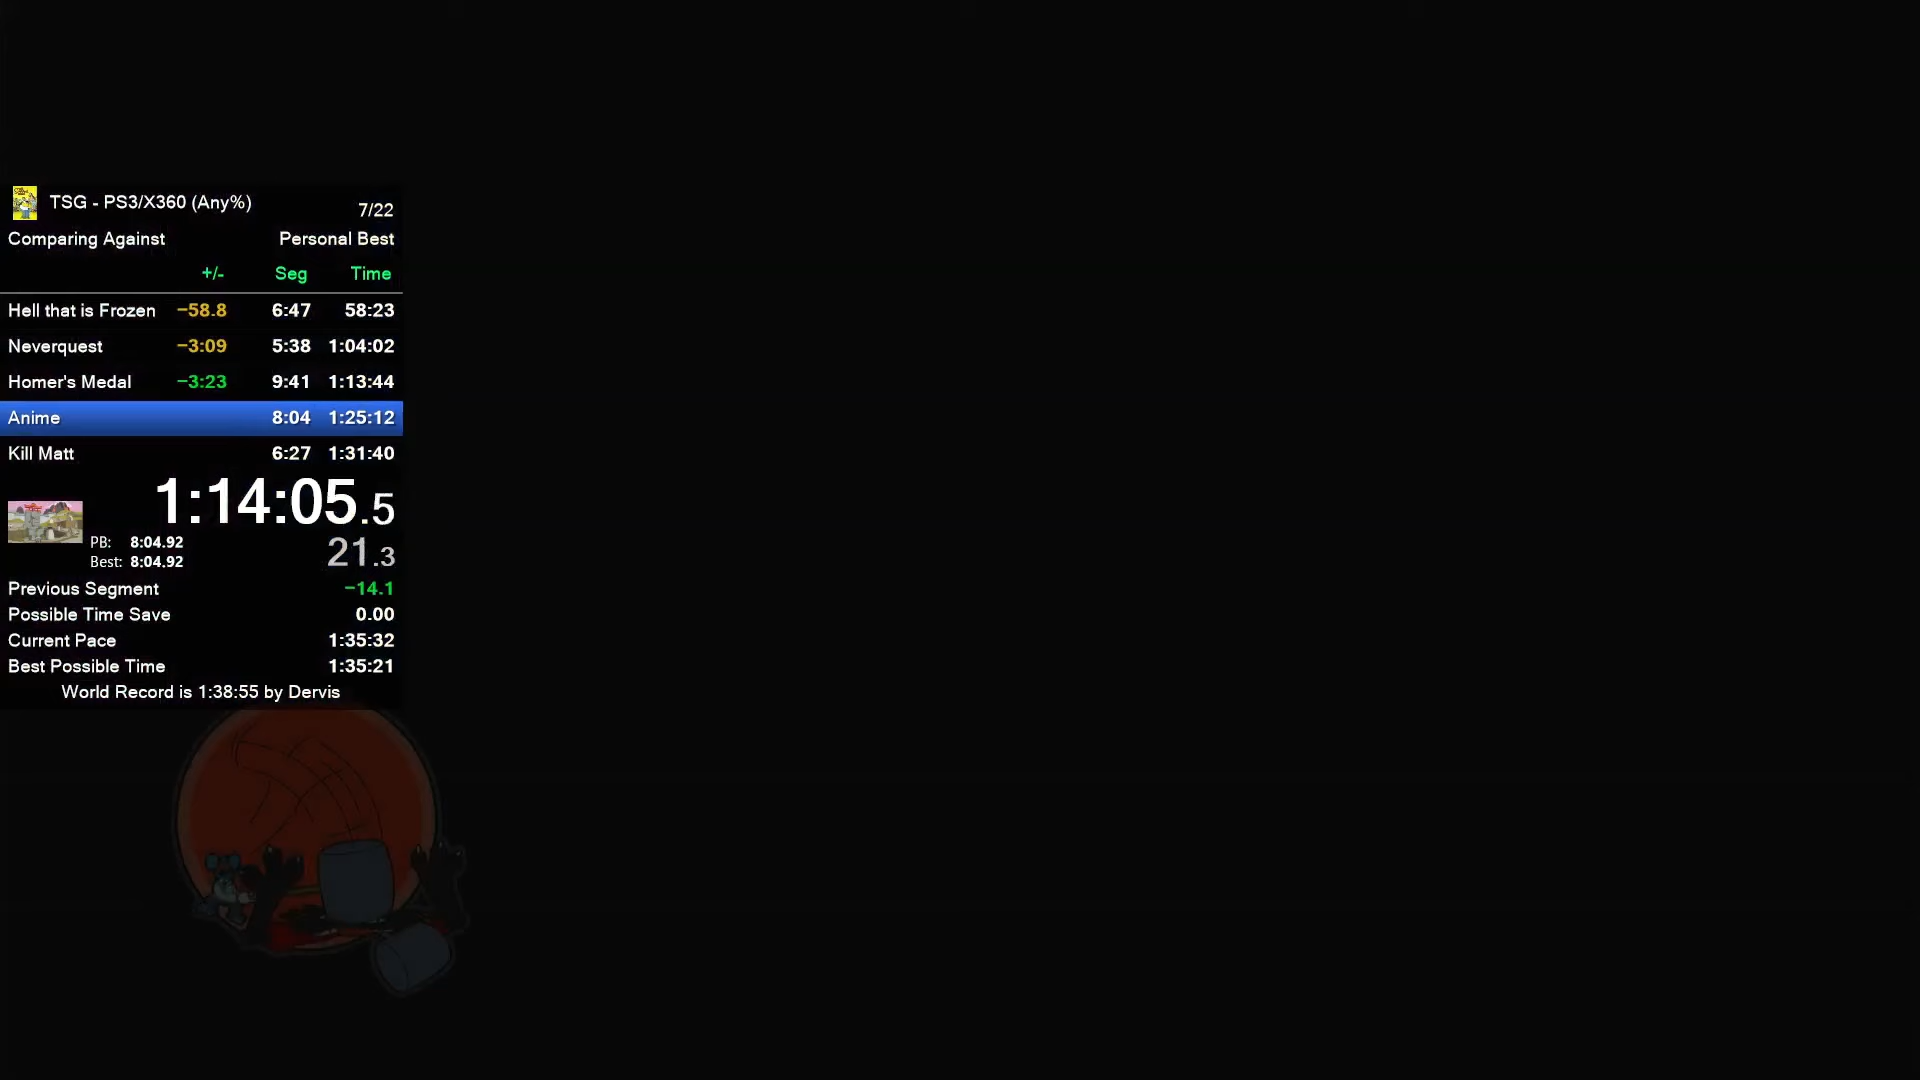 TSG - PS3/X360 (Any%)
7/22
Comparing Against Personal Best
+/- Seg Time
Hell that is Frozen −58.8 6:47 58:23
Neverquest −3:09 5:38 1:04:02
Homer's Medal −3:23 9:41 1:13:44
Anime 8:04 1:25:12
Kill Matt 6:27 1:31:40
1:14:05.5
PB: 8:04.92
21.3
Best: 8:04.92
Previous Segment −14.1
Possible Time Save 0.00
Current Pace 1:35:32
Best Possible Time 1:35:21
World Record is 1:38:55 by Dervis